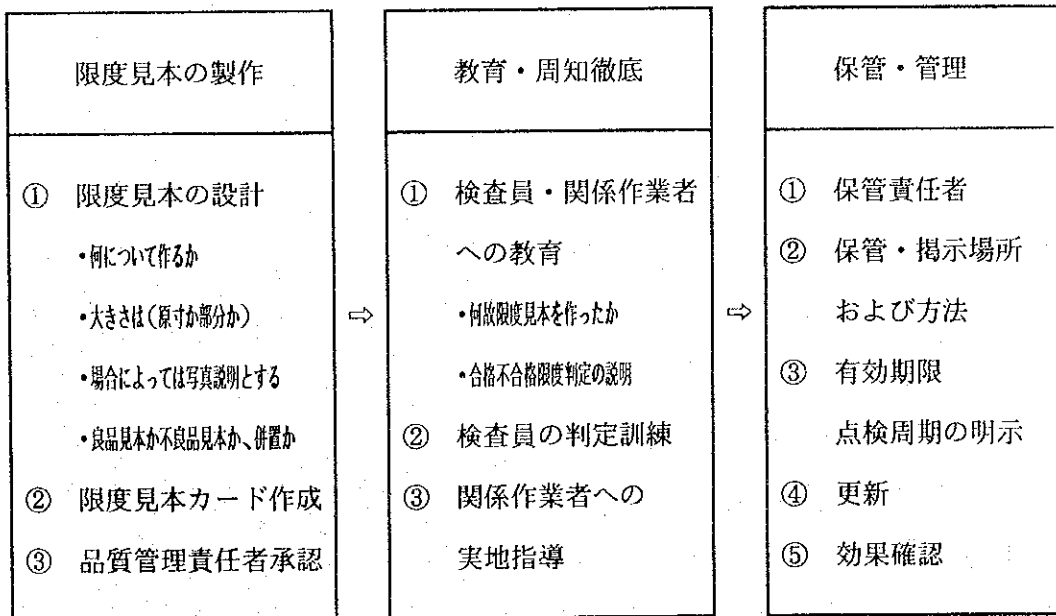 限度見本の製作
① 限度見本の設計
・何について作るか
・大きさは(原寸か部分か)
・場合によっては写真説明とする
・良品見本か不良品見本か、併置か
② 限度見本カード作成
③ 品質管理責任者承認
⇨
教育・周知徹底
① 検査員・関係作業者
への教育
・何故限度見本を作ったか
・合格不合格限度判定の説明
② 検査員の判定訓練
③ 関係作業者への
実地指導
⇨
保管・管理
① 保管責任者
② 保管・掲示場所
および方法
③ 有効期限
点検周期の明示
④ 更新
⑤ 効果確認